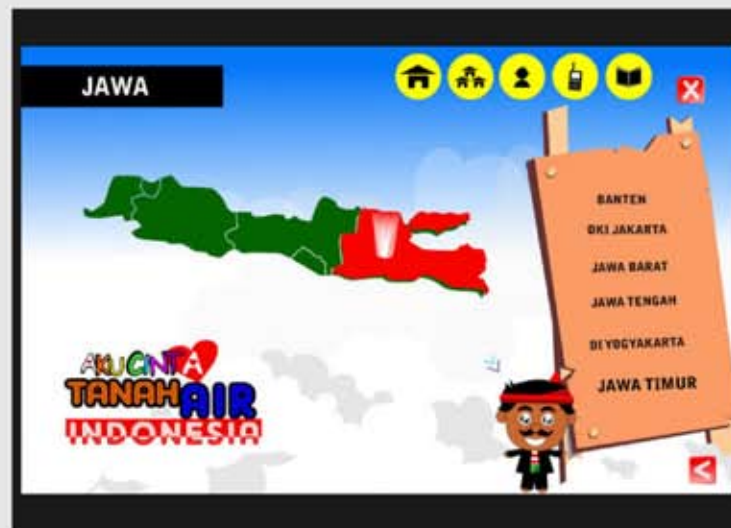 JAWA
BANTEN
DKI JAKARTA
JAWA BARAT
JAWA TENGAH
DI YOGYAKARTA
JAWA TIMUR
AKU CINTA
TANAH AIR
INDONESIA